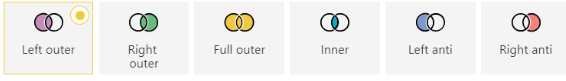 Left outer
Right
outer
Full outer
Inner
Left anti
Right anti